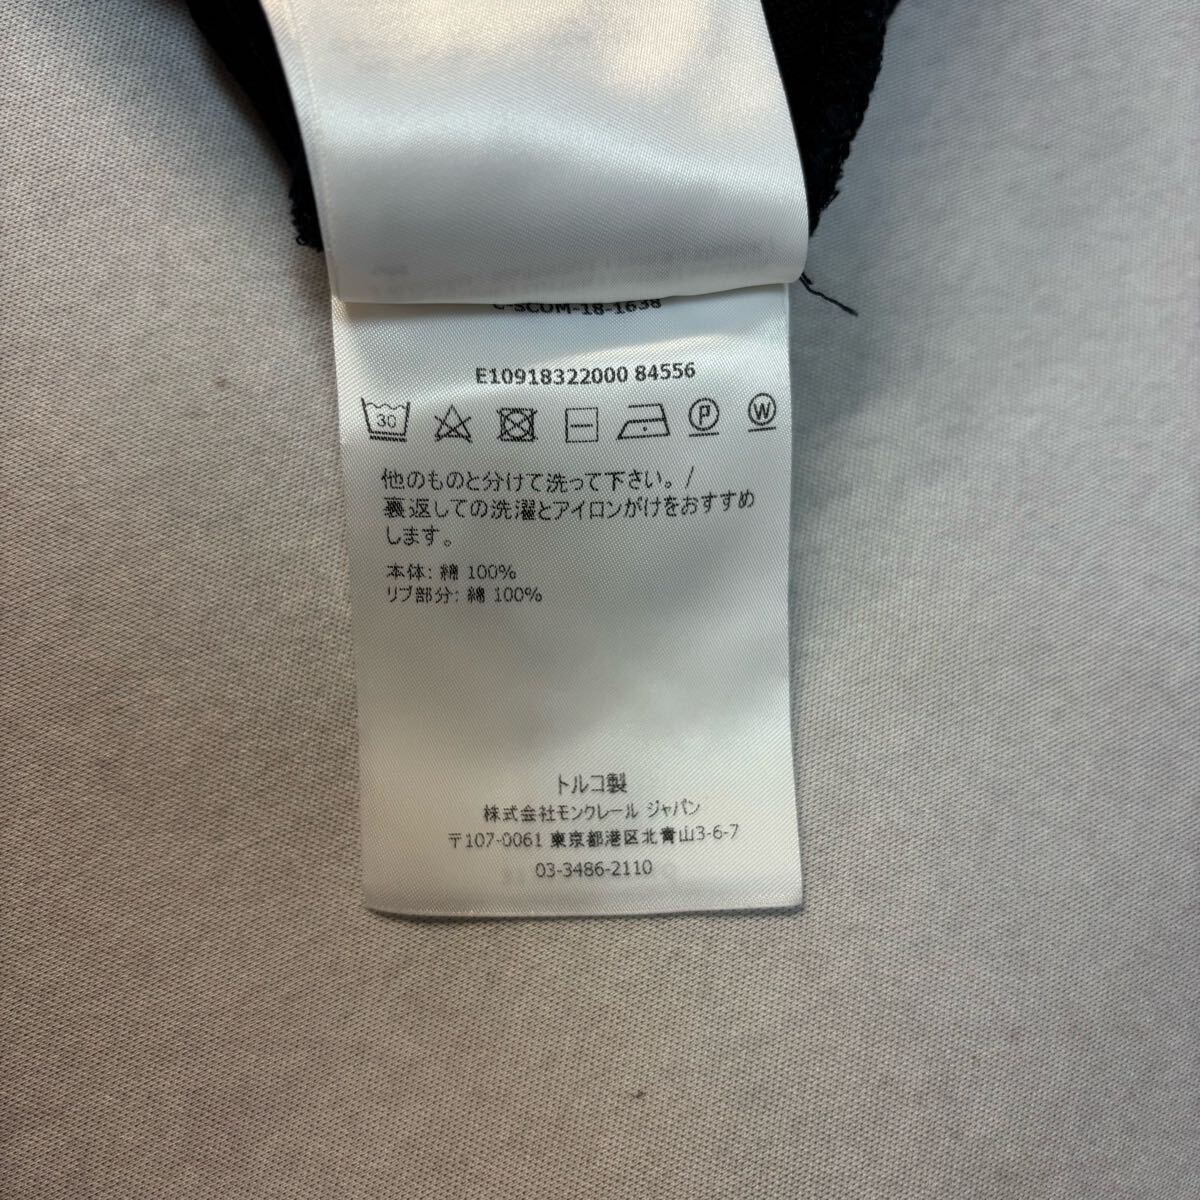 C-SCOM-18-1638
E10918322000 84556
30 P W
他のものと分けて洗って下さい。/
裏返しての洗濯とアイロンがけをおすすめ
します。
本体: 綿 100%
リブ部分: 綿 100%
トルコ製
株式会社モンクレール ジャパン
〒107-0061 東京都港区北青山3-6-7
03-3486-2110